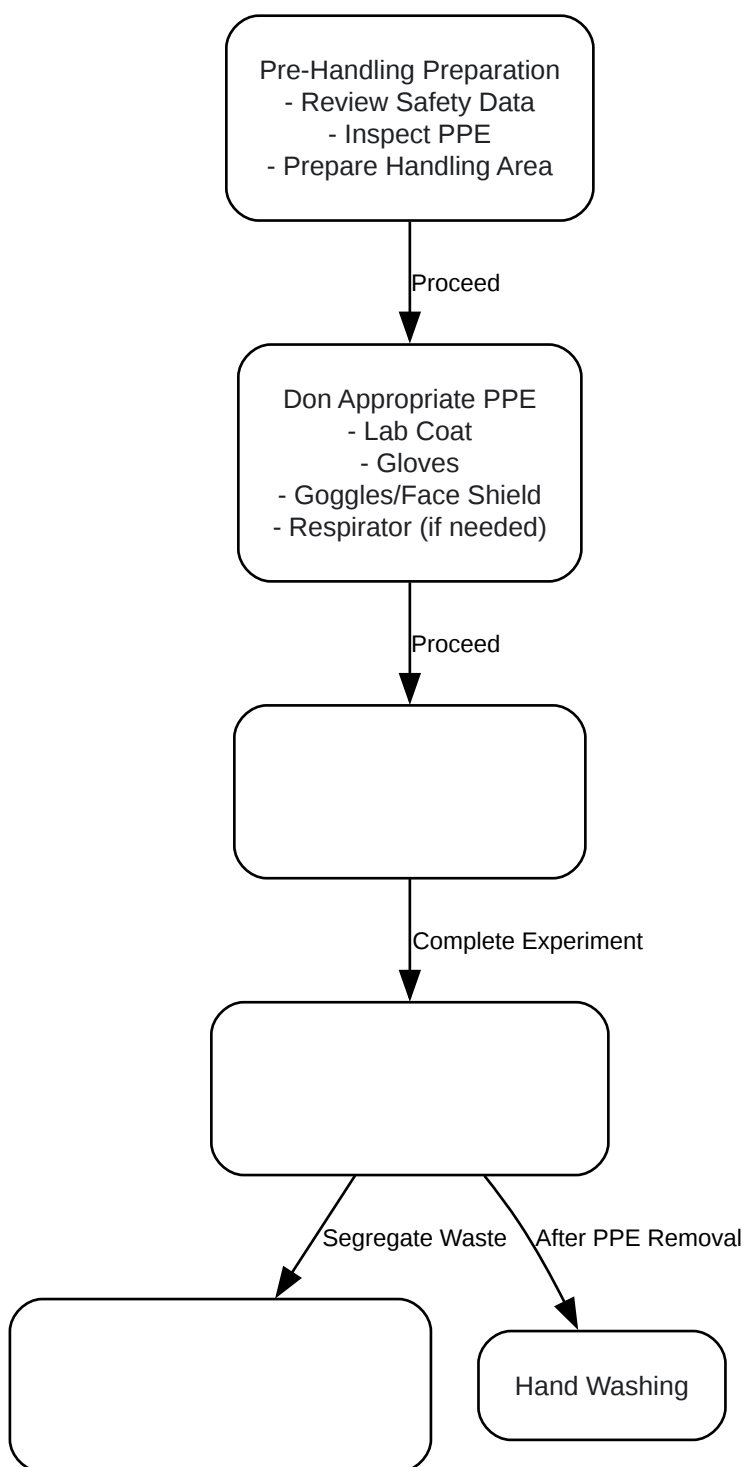 Pre-Handling Preparation
- Review Safety Data
- Inspect PPE
- Prepare Handling Area
Proceed
Don Appropriate PPE
- Lab Coat
- Gloves
- Goggles/Face Shield
- Respirator (if needed)
Proceed
Complete Experiment
Segregate Waste
After PPE Removal
Hand Washing